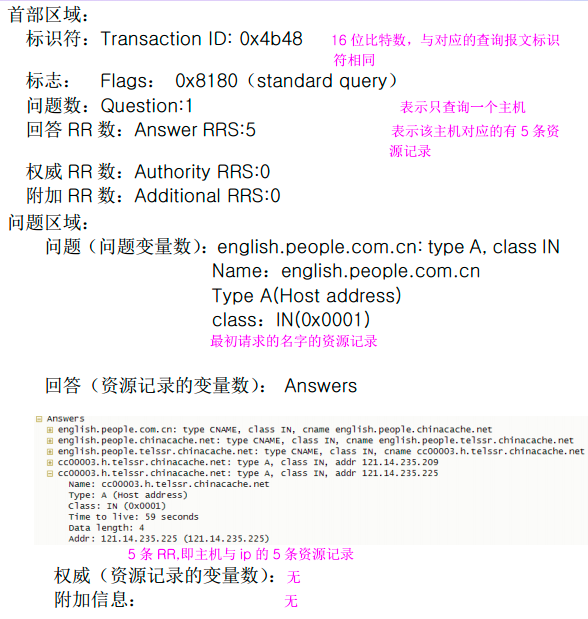 首部区域：
标识符：Transaction ID: 0x4b48 16位比特数，与对应的查询报文标识
符相同
标志： Flags： 0x8180（standard query）
问题数：Question:1 表示只查询一个主机
回答 RR 数：Answer RRS:5 表示该主机对应的有 5 条资
源记录
权威 RR 数：Authority RRS:0
附加 RR 数：Additional RRS:0
问题区域：
问题（问题变量数）：english.people.com.cn: type A, class IN
Name：english.people.com.cn
Type A(Host address)
class：IN(0x0001)
最初请求的名字的资源记录
回答（资源记录的变量数）： Answers
Answers
english.people.com.cn: type CNAME, class IN, cname english.people.chinacache.net
english.people.chinacache.net: type CNAME, class IN, cname english.people.telssr.chinacache.net
english.people.telssr.chinacache.net: type CNAME, class IN, cname cc00003.h.telssr.chinacache.net
cc00003.h.telssr.chinacache.net: type A, class IN, addr 121.14.235.209
cc00003.h.telssr.chinacache.net: type A, class IN, addr 121.14.235.225
Name: cc00003.h.telssr.chinacache.net
Type: A (Host address)
Class: IN (0x0001)
Time to live: 59 seconds
Data length: 4
Addr: 121.14.235.225 (121.14.235.225)
5 条 RR,即主机与 ip 的 5 条资源记录
权威（资源记录的变量数）：无
附加信息： 无